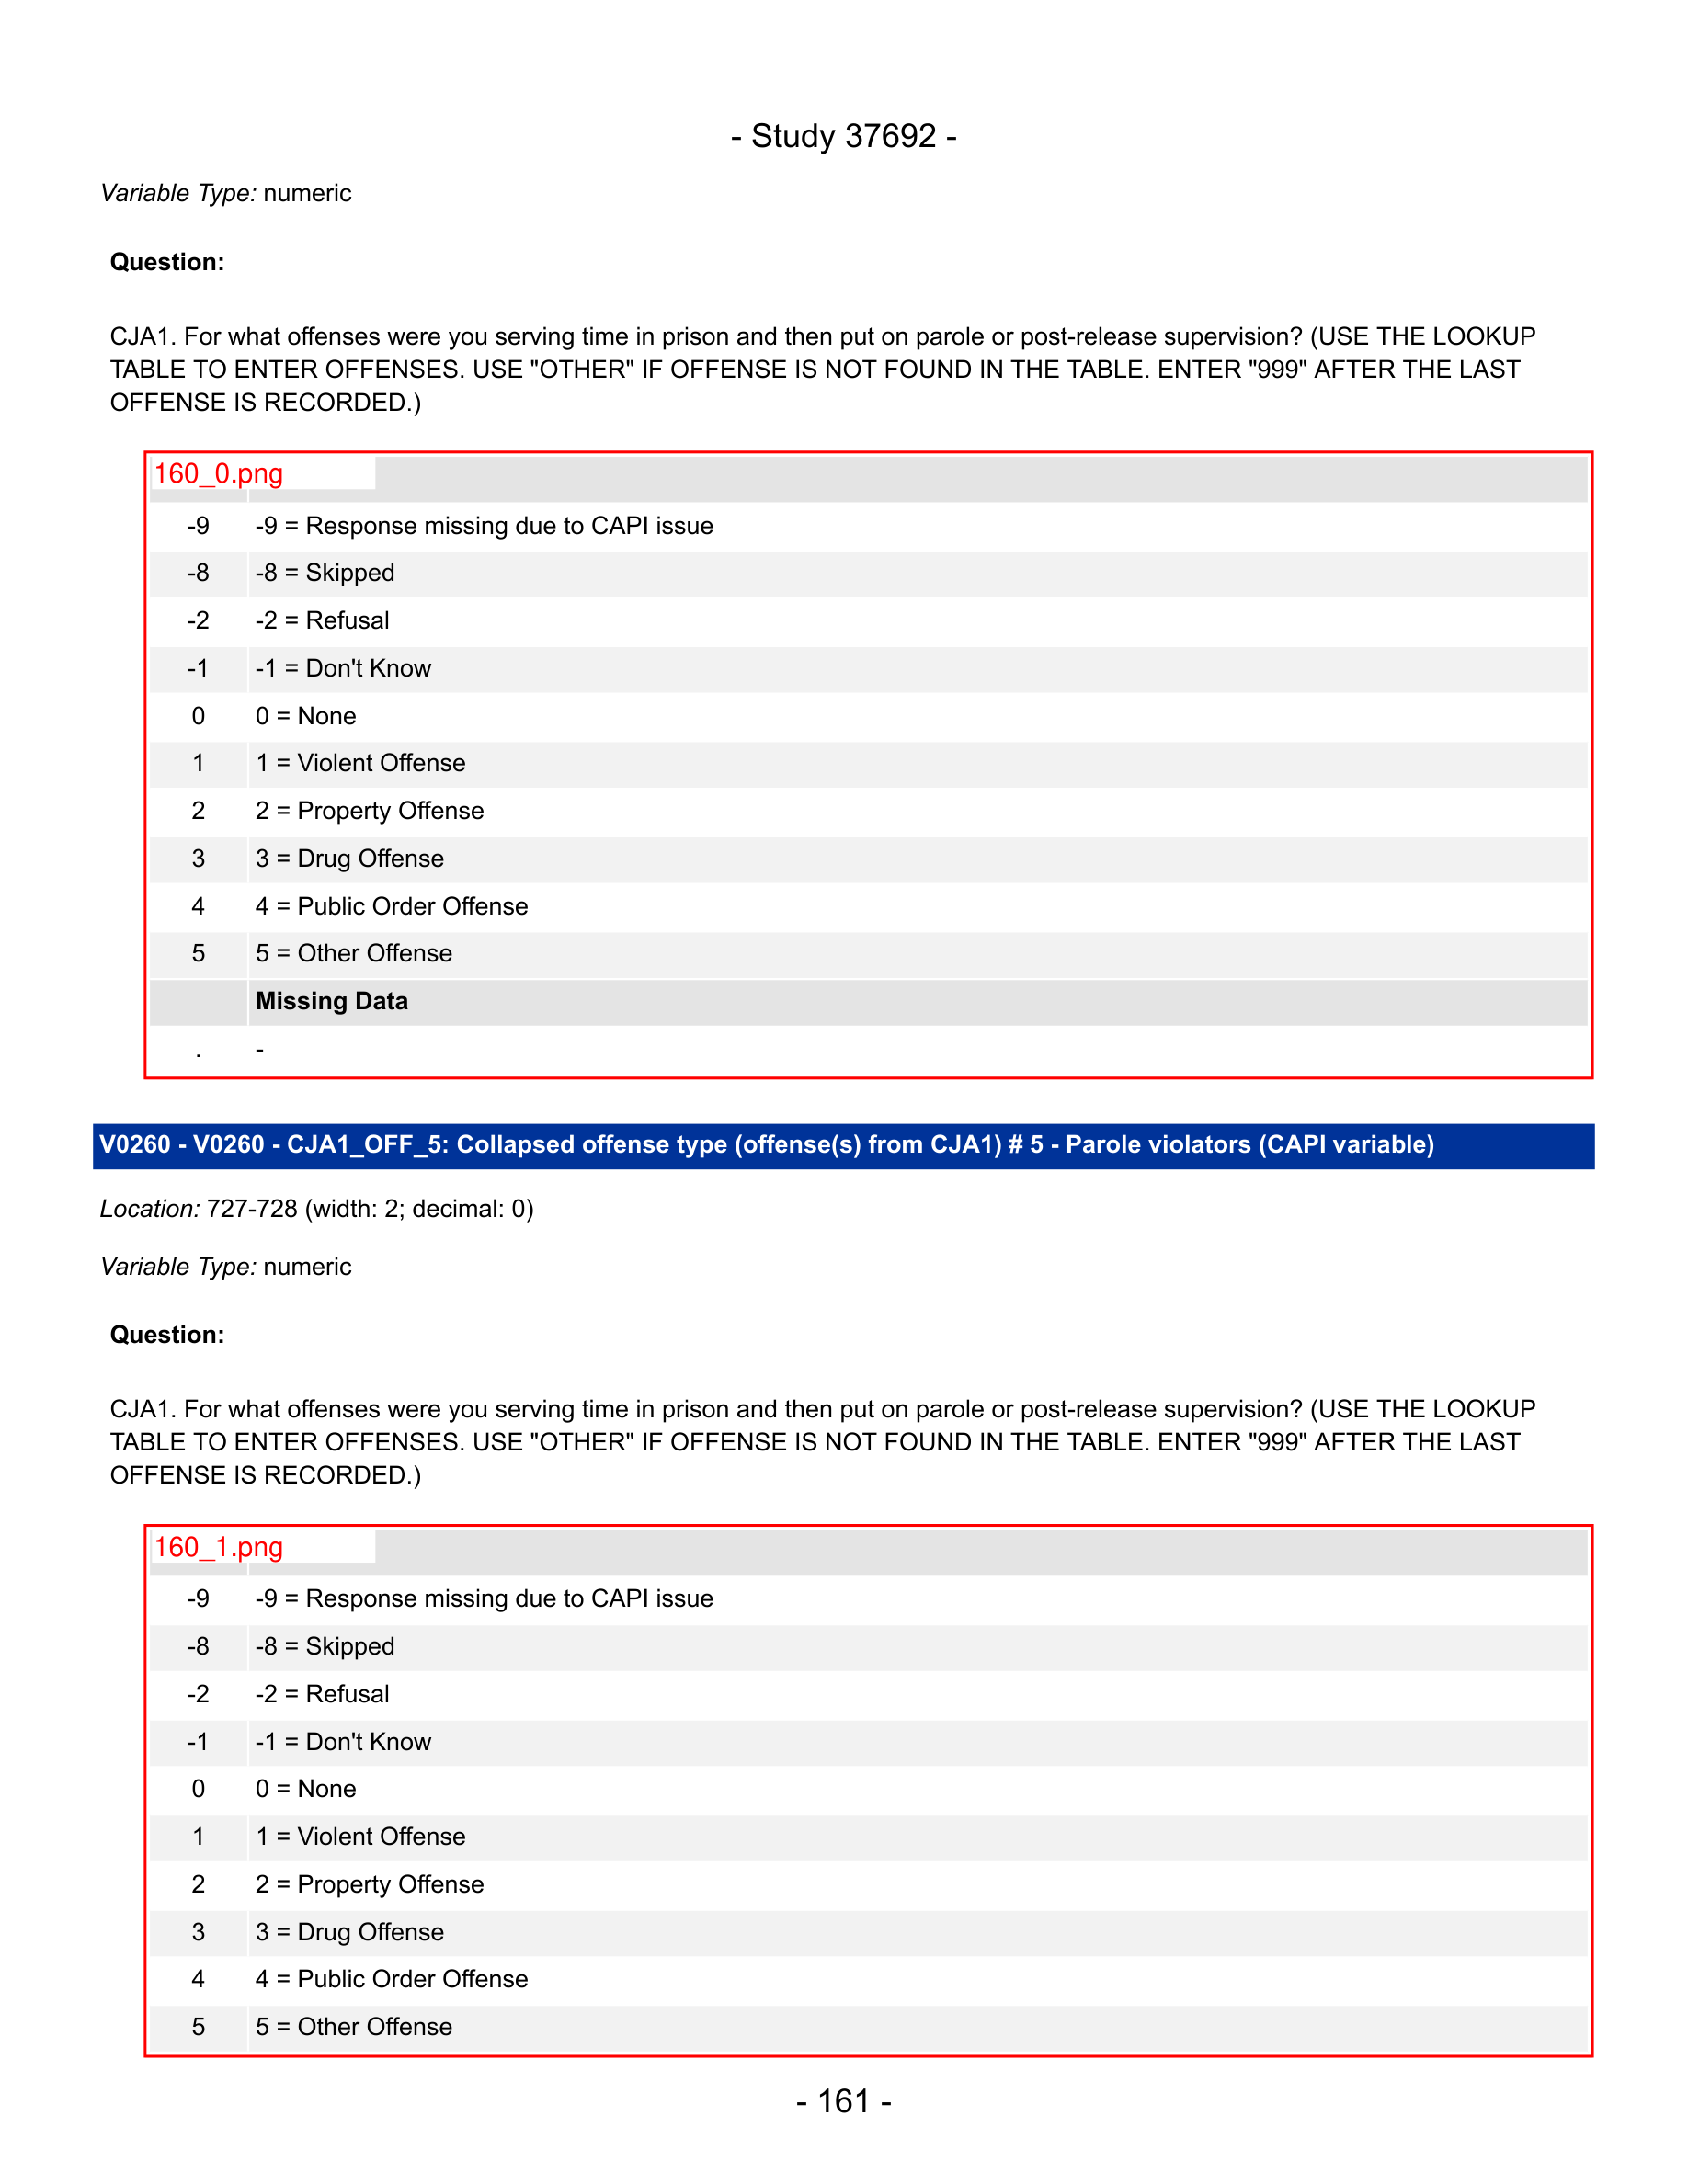 - Study 37692 -
Variable Type: numeric
Question:
CJA1. For what offenses were you serving time in prison and then put on parole or post-release supervision? (USE THE LOOKUP
TABLE TO ENTER OFFENSES. USE "OTHER" IF OFFENSE IS NOT FOUND IN THE TABLE. ENTER "999" AFTER THE LAST
OFFENSE IS RECORDED.)
160_0.png
-9 -9 = Response missing due to CAPI issue
-8 -8 = Skipped
-2 -2 = Refusal
-1 -1 = Don't Know
0 0 = None
1 1 = Violent Offense
2 2 = Property Offense
3 3 = Drug Offense
4 4 = Public Order Offense
5 5 = Other Offense
Missing Data
. -
V0260 - V0260 - CJA1_OFF_5: Collapsed offense type (offense(s) from CJA1) # 5 - Parole violators (CAPI variable)
Location: 727-728 (width: 2; decimal: 0)
Variable Type: numeric
Question:
CJA1. For what offenses were you serving time in prison and then put on parole or post-release supervision? (USE THE LOOKUP
TABLE TO ENTER OFFENSES. USE "OTHER" IF OFFENSE IS NOT FOUND IN THE TABLE. ENTER "999" AFTER THE LAST
OFFENSE IS RECORDED.)
160_1.png
-9 -9 = Response missing due to CAPI issue
-8 -8 = Skipped
-2 -2 = Refusal
-1 -1 = Don't Know
0 0 = None
1 1 = Violent Offense
2 2 = Property Offense
3 3 = Drug Offense
4 4 = Public Order Offense
5 5 = Other Offense
- 161 -